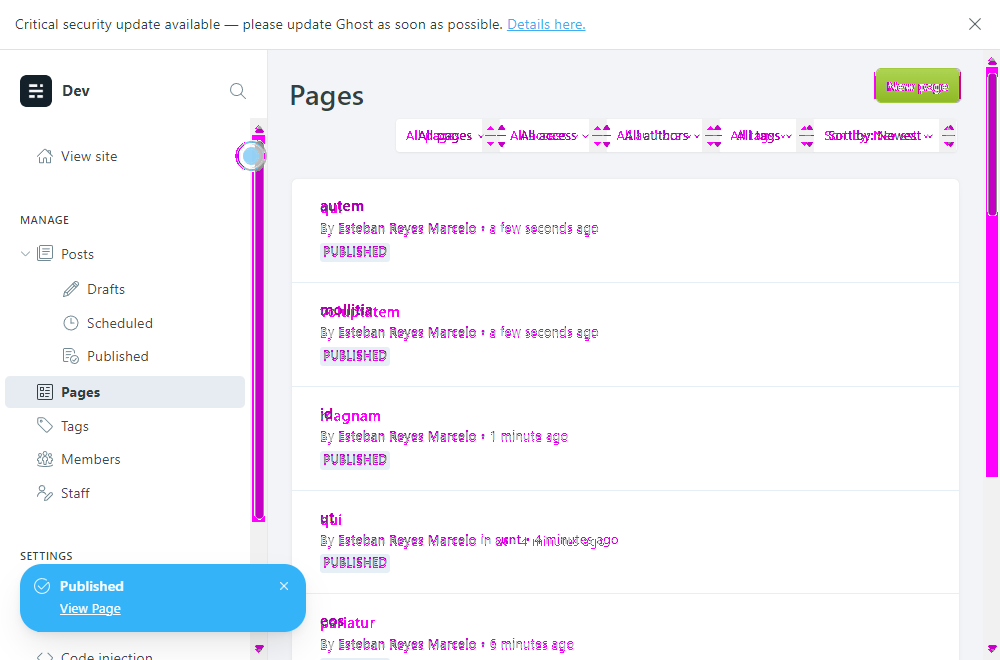 Critical security update available — please update Ghost as soon as possible. Details here.
Dev
View site
MANAGE
Posts
Drafts
Scheduled
Published
Pages
Tags
Members
Staff
SETTINGS
Code injection
Published
View Page
Pages
New page
All pages
All access
All authors
All tags
Sort by: Newest
autem
By Esteban Reyes Marcelo • a few seconds ago
PUBLISHED
mollitia
By Esteban Reyes Marcelo • a few seconds ago
PUBLISHED
id
magnam
By Esteban Reyes Marcelo • 1 minute ago
PUBLISHED
qui
By Esteban Reyes Marcelo • 4 minutes ago
PUBLISHED
By Esteban Reyes Marcelo • 6 minutes ago